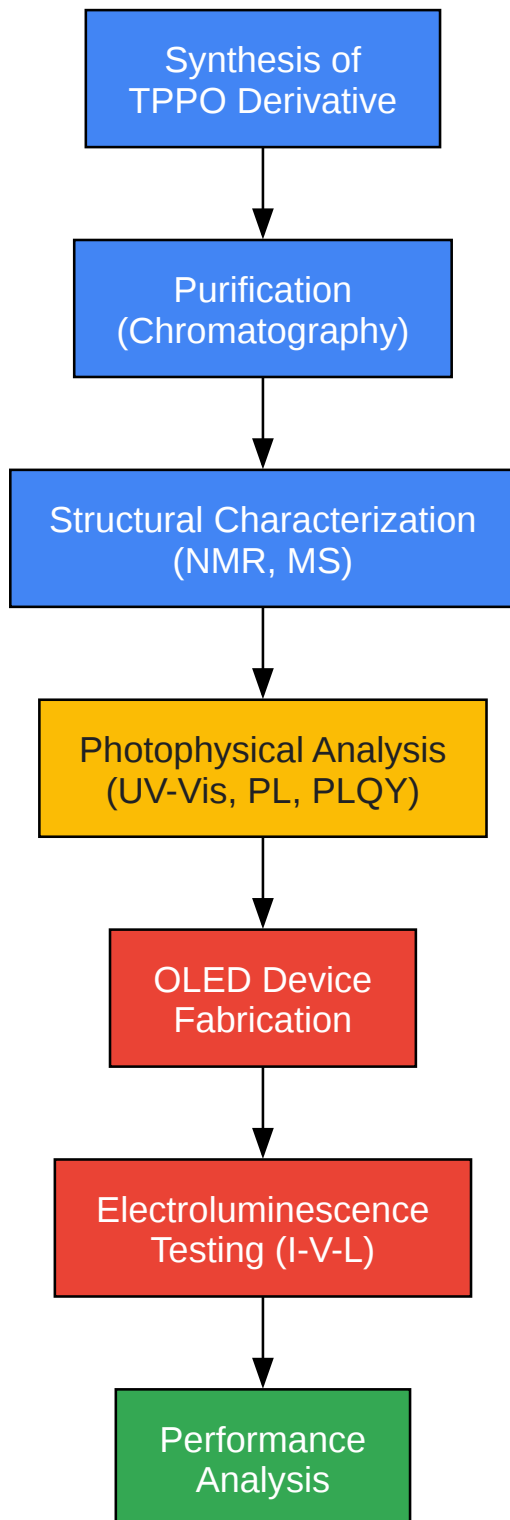 Synthesis of
TPPO Derivative
Purification
(Chromatography)
Structural Characterization
(NMR, MS)
Photophysical Analysis
(UV-Vis, PL, PLQY)
OLED Device
Fabrication
Electroluminescence
Testing (I-V-L)
Performance
Analysis